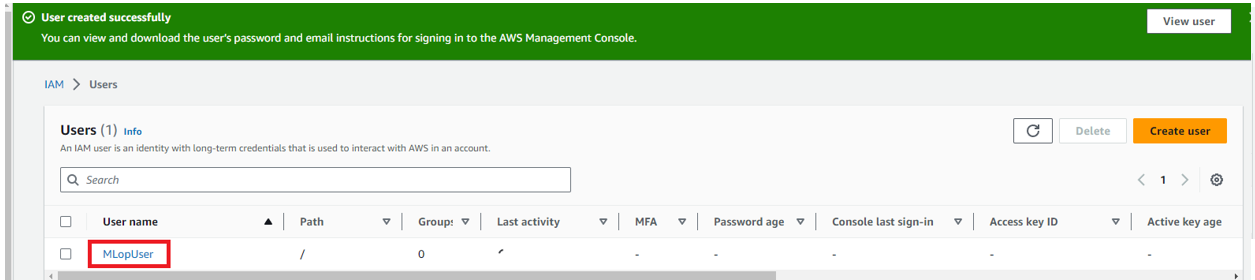 User created successfully
View user
You can view and download the user's password and email instructions for signing in to the AWS Management Console.
IAM > Users
Users (1) Info
Delete
Create user
An IAM user is an identity with long-term credentials that is used to interact with AWS in an account.
Search
1
User name Path Groups Last activity MFA Password age Console last sign-in Access key ID Active key age
MLopUser / 0 - - - - -